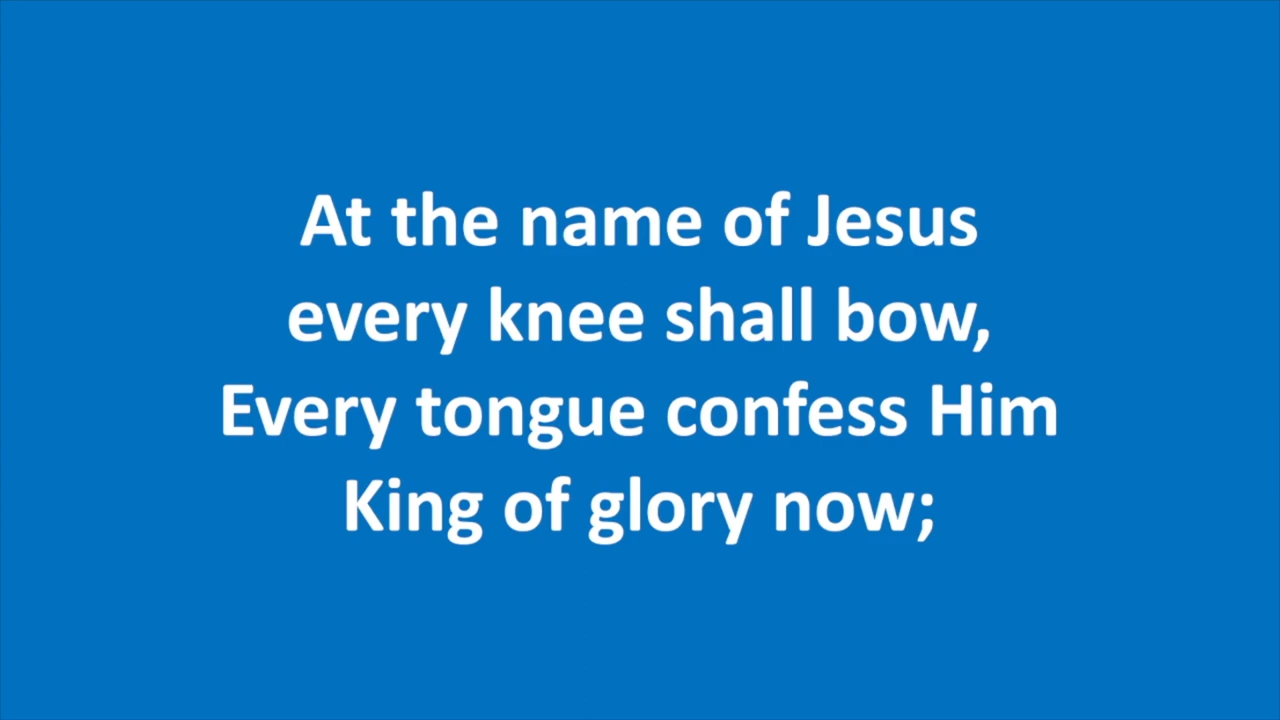 At the name of Jesus
every knee shall bow,
Every tongue confess Him
King of glory now;